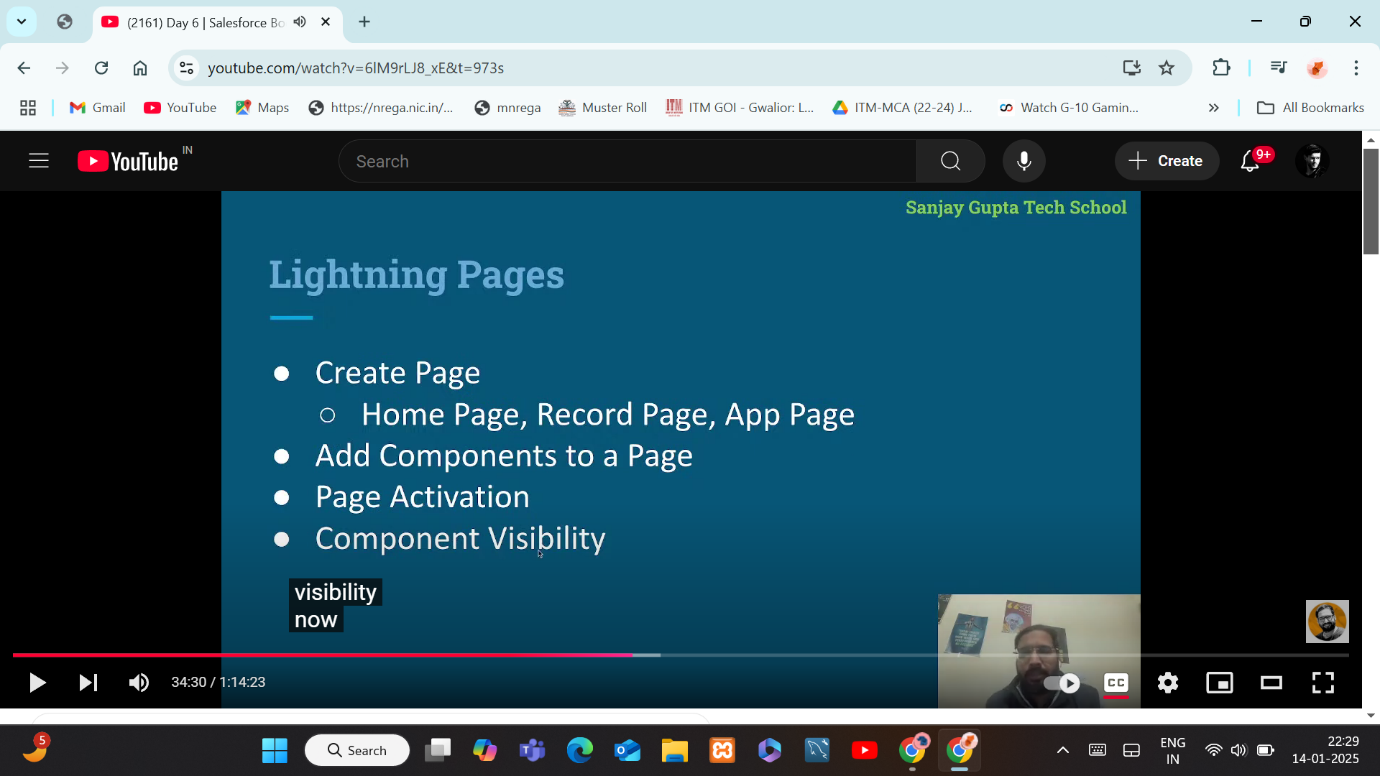 (2161) Day 6 | Salesforce Bo
youtube.com/watch?v=6lM9rLJ8_xE&t=973s
Gmail
YouTube
Maps
https://nrega.nic.in/...
mnrega
Muster Roll
ITM GOI - Gwalior: L...
ITM-MCA (22-24) J...
Watch G-10 Gamin...
»
All Bookmarks
YouTube IN
Search
Create
9+
Sanjay Gupta Tech School
Lightning Pages
● Create Page
○ Home Page, Record Page, App Page
● Add Components to a Page
● Page Activation
● Component Visibility
visibility
now
34:30 / 1:14:23
CC
5
Search
ENG
IN
22:29
14-01-2025